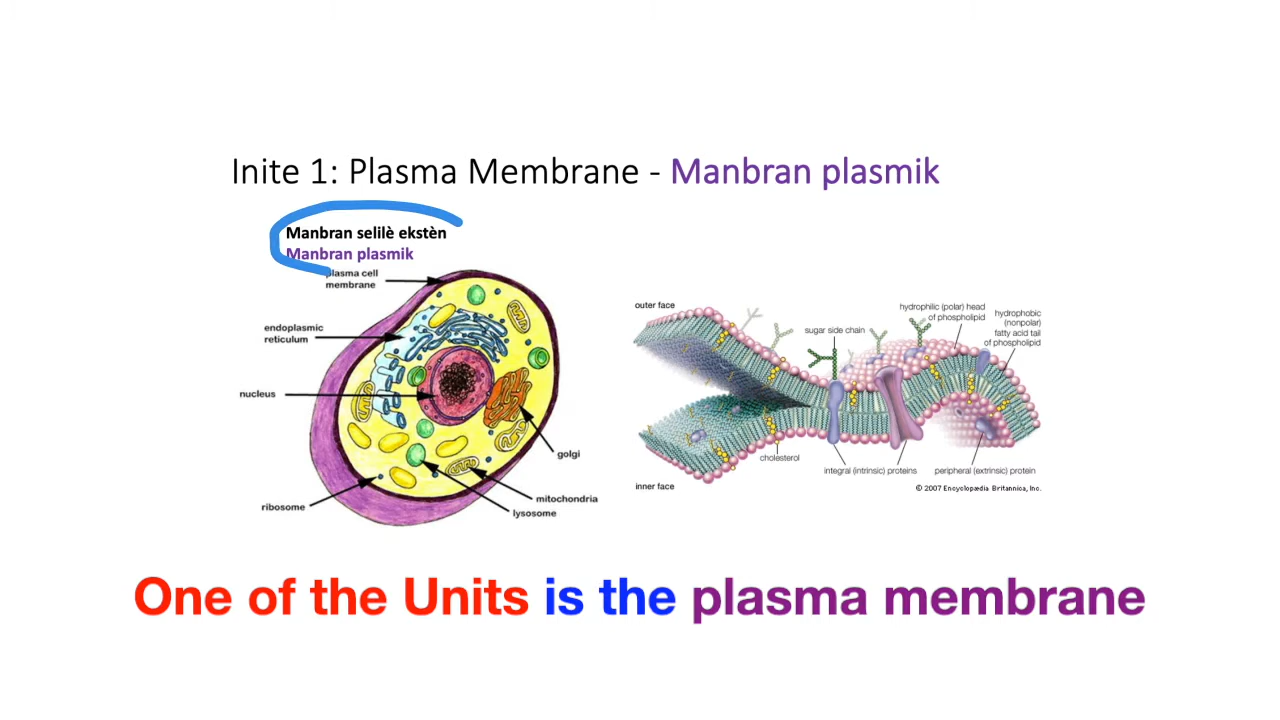 Inite 1: Plasma Membrane - Manbran plasmik
Manbran selilè ekstèn
Manbran plasmik
plasma cell
membrane
endoplasmic
reticulum
nucleus
ribosome
golgi
mitochondria
lysosome
outer face
sugar side chain
hydrophilic (polar) head
of phospholipid
hydrophobic
(nonpolar)
fatty acid tail
of phospholipid
cholesterol
integral (intrinsic) proteins
peripheral (extrinsic) protein
inner face
© 2007 Encyclopædia Britannica, Inc.
One of the Units is the plasma membrane